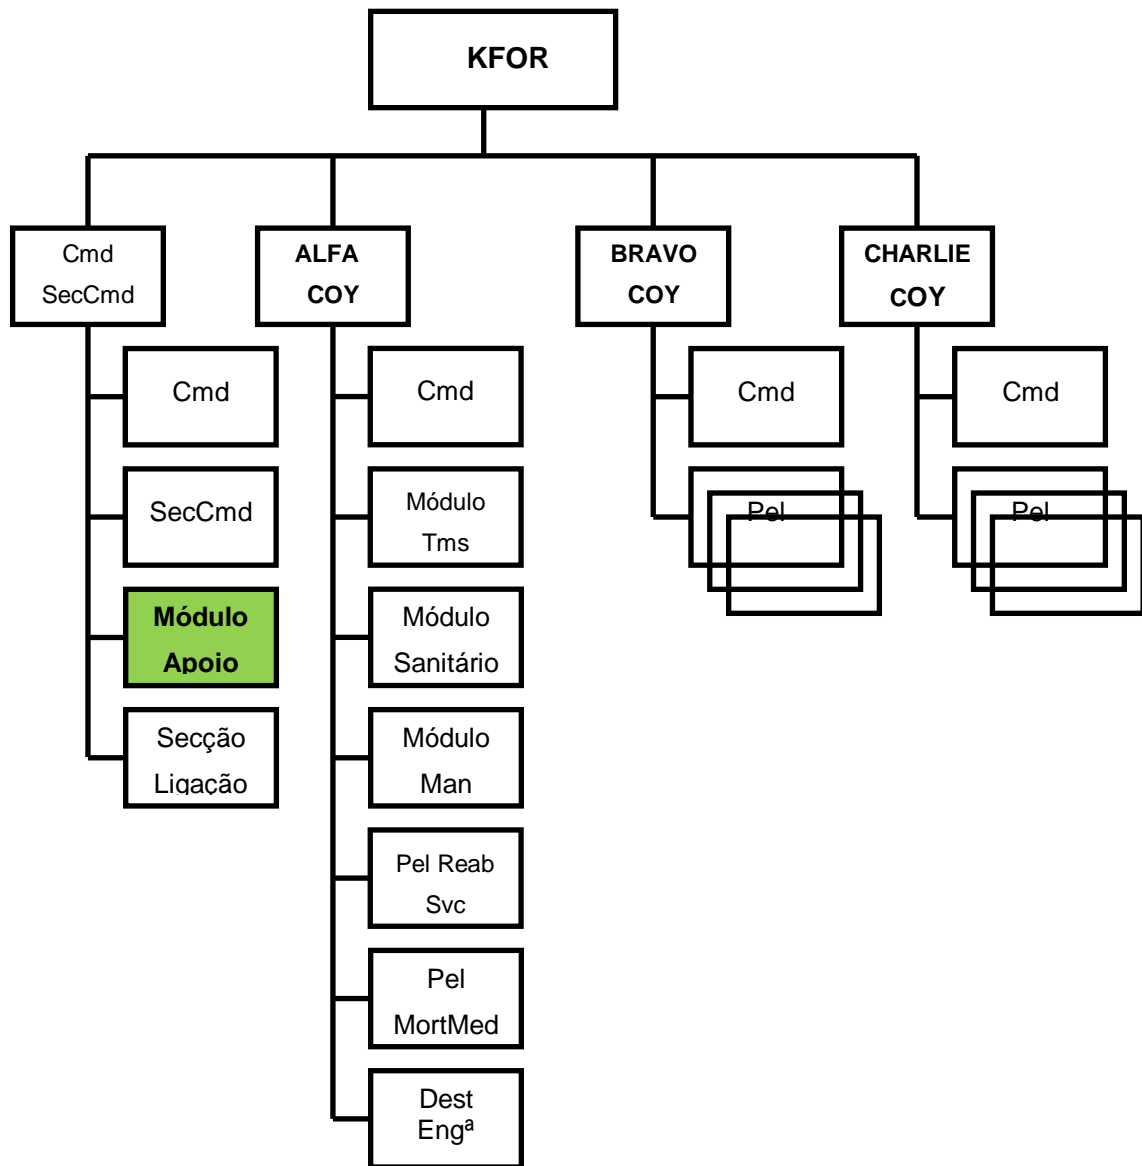 KFOR
Cmd
SecCmd
ALFA
COY
BRAVO
COY
CHARLIE
COY
Cmd
SecCmd
Módulo
Apoio
Secção
Ligação
Cmd
Módulo
Tms
Módulo
Sanitário
Módulo
Man
Pel Reab
Svc
Pel
MortMed
Dest
Engª
Cmd
Pel
Cmd
Pel